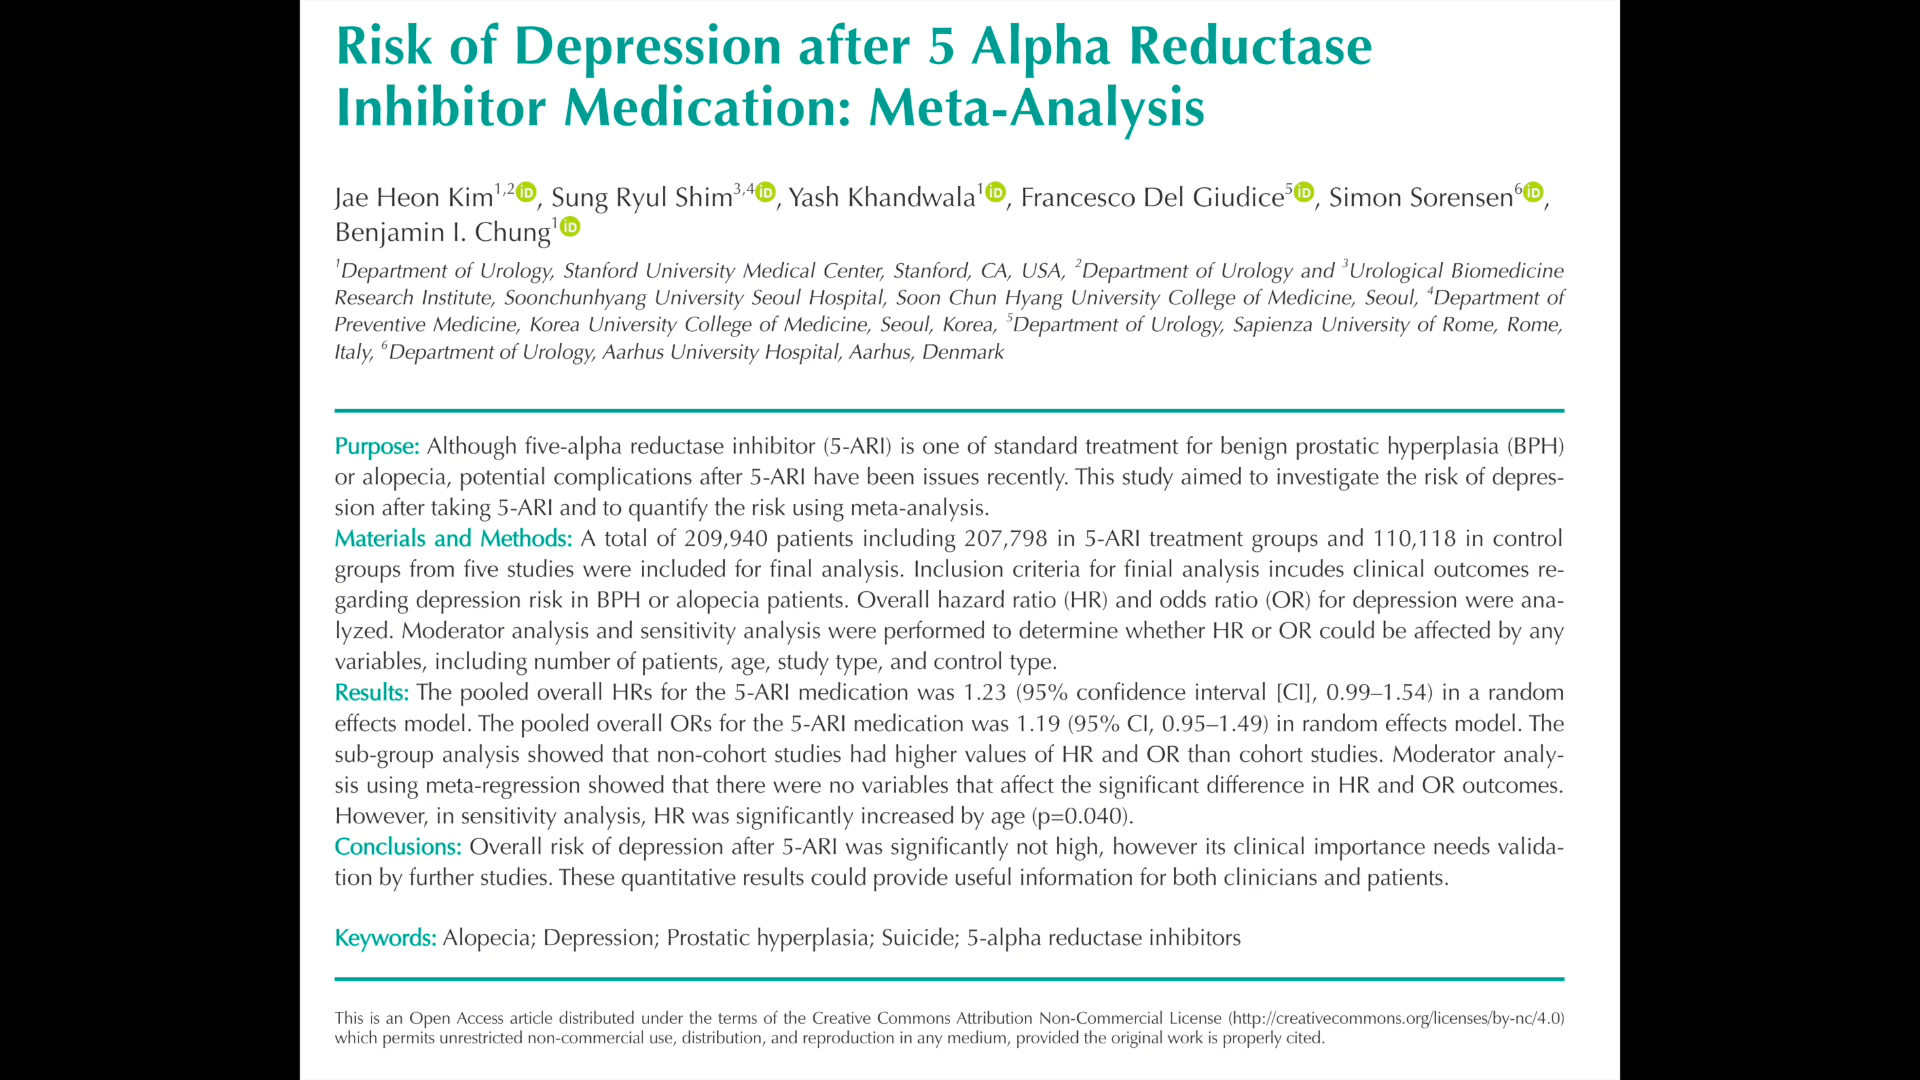 Risk of Depression after 5 Alpha Reductase
Inhibitor Medication: Meta-Analysis
Jae Heon Kim1,2iD, Sung Ryul Shim3,4iD, Yash Khandwala1iD, Francesco Del Giudice5iD, Simon Sorensen6iD,
Benjamin I. Chung1iD
1Department of Urology, Stanford University Medical Center, Stanford, CA, USA, 2Department of Urology and 3Urological Biomedicine
Research Institute, Soonchunhyang University Seoul Hospital, Soon Chun Hyang University College of Medicine, Seoul, 4Department of
Preventive Medicine, Korea University College of Medicine, Seoul, Korea, 5Department of Urology, Sapienza University of Rome, Rome,
Italy, 6Department of Urology, Aarhus University Hospital, Aarhus, Denmark
Purpose: Although five-alpha reductase inhibitor (5-ARI) is one of standard treatment for benign prostatic hyperplasia (BPH)
or alopecia, potential complications after 5-ARI have been issues recently. This study aimed to investigate the risk of depres-
sion after taking 5-ARI and to quantify the risk using meta-analysis.
Materials and Methods: A total of 209,940 patients including 207,798 in 5-ARI treatment groups and 110,118 in control
groups from five studies were included for final analysis. Inclusion criteria for finial analysis incudes clinical outcomes re-
garding depression risk in BPH or alopecia patients. Overall hazard ratio (HR) and odds ratio (OR) for depression were ana-
lyzed. Moderator analysis and sensitivity analysis were performed to determine whether HR or OR could be affected by any
variables, including number of patients, age, study type, and control type.
Results: The pooled overall HRs for the 5-ARI medication was 1.23 (95% confidence interval [CI], 0.99–1.54) in a random
effects model. The pooled overall ORs for the 5-ARI medication was 1.19 (95% CI, 0.95–1.49) in random effects model. The
sub-group analysis showed that non-cohort studies had higher values of HR and OR than cohort studies. Moderator analy-
sis using meta-regression showed that there were no variables that affect the significant difference in HR and OR outcomes.
However, in sensitivity analysis, HR was significantly increased by age (p=0.040).
Conclusions: Overall risk of depression after 5-ARI was significantly not high, however its clinical importance needs valida-
tion by further studies. These quantitative results could provide useful information for both clinicians and patients.
Keywords: Alopecia; Depression; Prostatic hyperplasia; Suicide; 5-alpha reductase inhibitors
This is an Open Access article distributed under the terms of the Creative Commons Attribution Non-Commercial License (http://creativecommons.org/licenses/by-nc/4.0)
which permits unrestricted non-commercial use, distribution, and reproduction in any medium, provided the original work is properly cited.